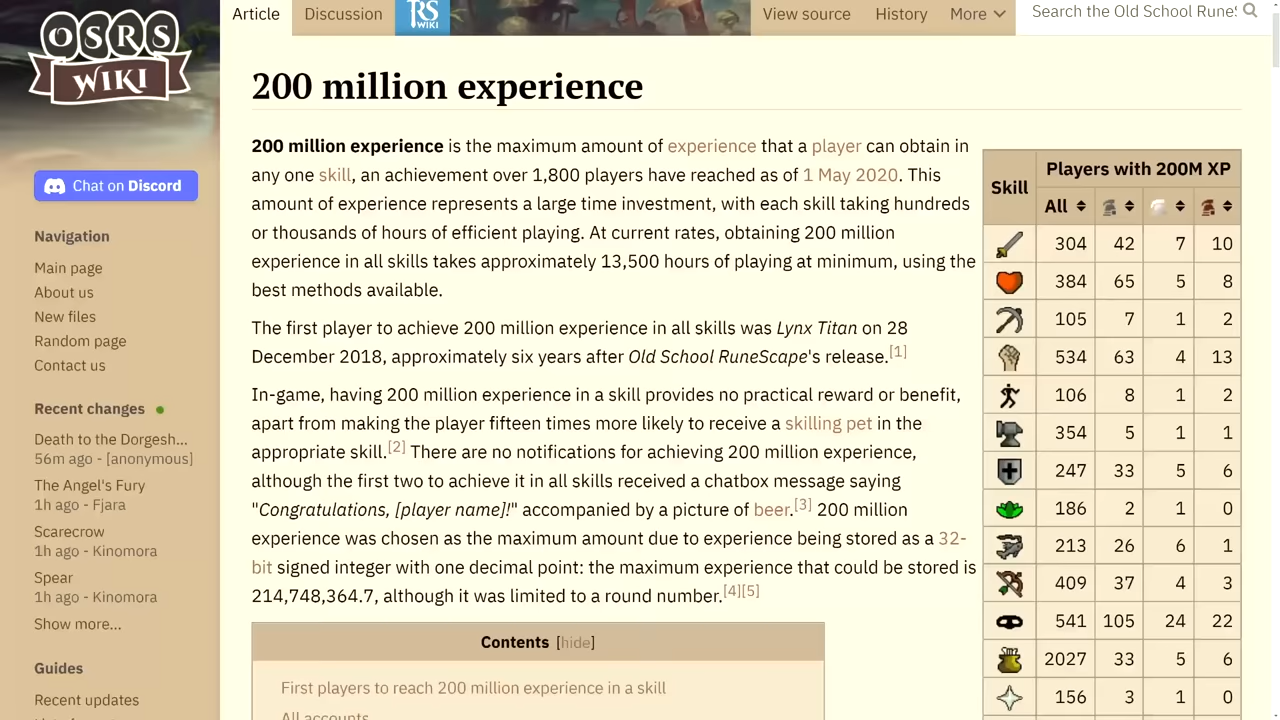 OSRS
WIKI
Article
Discussion
RS
WIKI
View source
History
More
Search the Old School Rune
200 million experience
200 million experience is the maximum amount of experience that a player can obtain in
any one skill, an achievement over 1,800 players have reached as of 1 May 2020. This
amount of experience represents a large time investment, with each skill taking hundreds
or thousands of hours of efficient playing. At current rates, obtaining 200 million
experience in all skills takes approximately 13,500 hours of playing at minimum, using the
best methods available.
The first player to achieve 200 million experience in all skills was Lynx Titan on 28
December 2018, approximately six years after Old School RuneScape's release.[1]
In-game, having 200 million experience in a skill provides no practical reward or benefit,
apart from making the player fifteen times more likely to receive a skilling pet in the
appropriate skill.[2] There are no notifications for achieving 200 million experience,
although the first two to achieve it in all skills received a chatbox message saying
"Congratulations, [player name]!" accompanied by a picture of beer.[3] 200 million
experience was chosen as the maximum amount due to experience being stored as a 32-
bit signed integer with one decimal point: the maximum experience that could be stored is
214,748,364.7, although it was limited to a round number.[4][5]
Contents [hide]
First players to reach 200 million experience in a skill
All accounts
Chat on Discord
Navigation
Main page
About us
New files
Random page
Contact us
Recent changes
Death to the Dorgesh...
56m ago - [anonymous]
The Angel's Fury
1h ago - Fjara
Scarecrow
1h ago - Kinomora
Spear
1h ago - Kinomora
Show more...
Guides
Recent updates
Skill
Players with 200M XP
All
304 42 7 10
384 65 5 8
105 7 1 2
534 63 4 13
106 8 1 2
354 5 1 1
247 33 5 6
186 2 1 0
213 26 6 1
409 37 4 3
541 105 24 22
2027 33 5 6
156 3 1 0